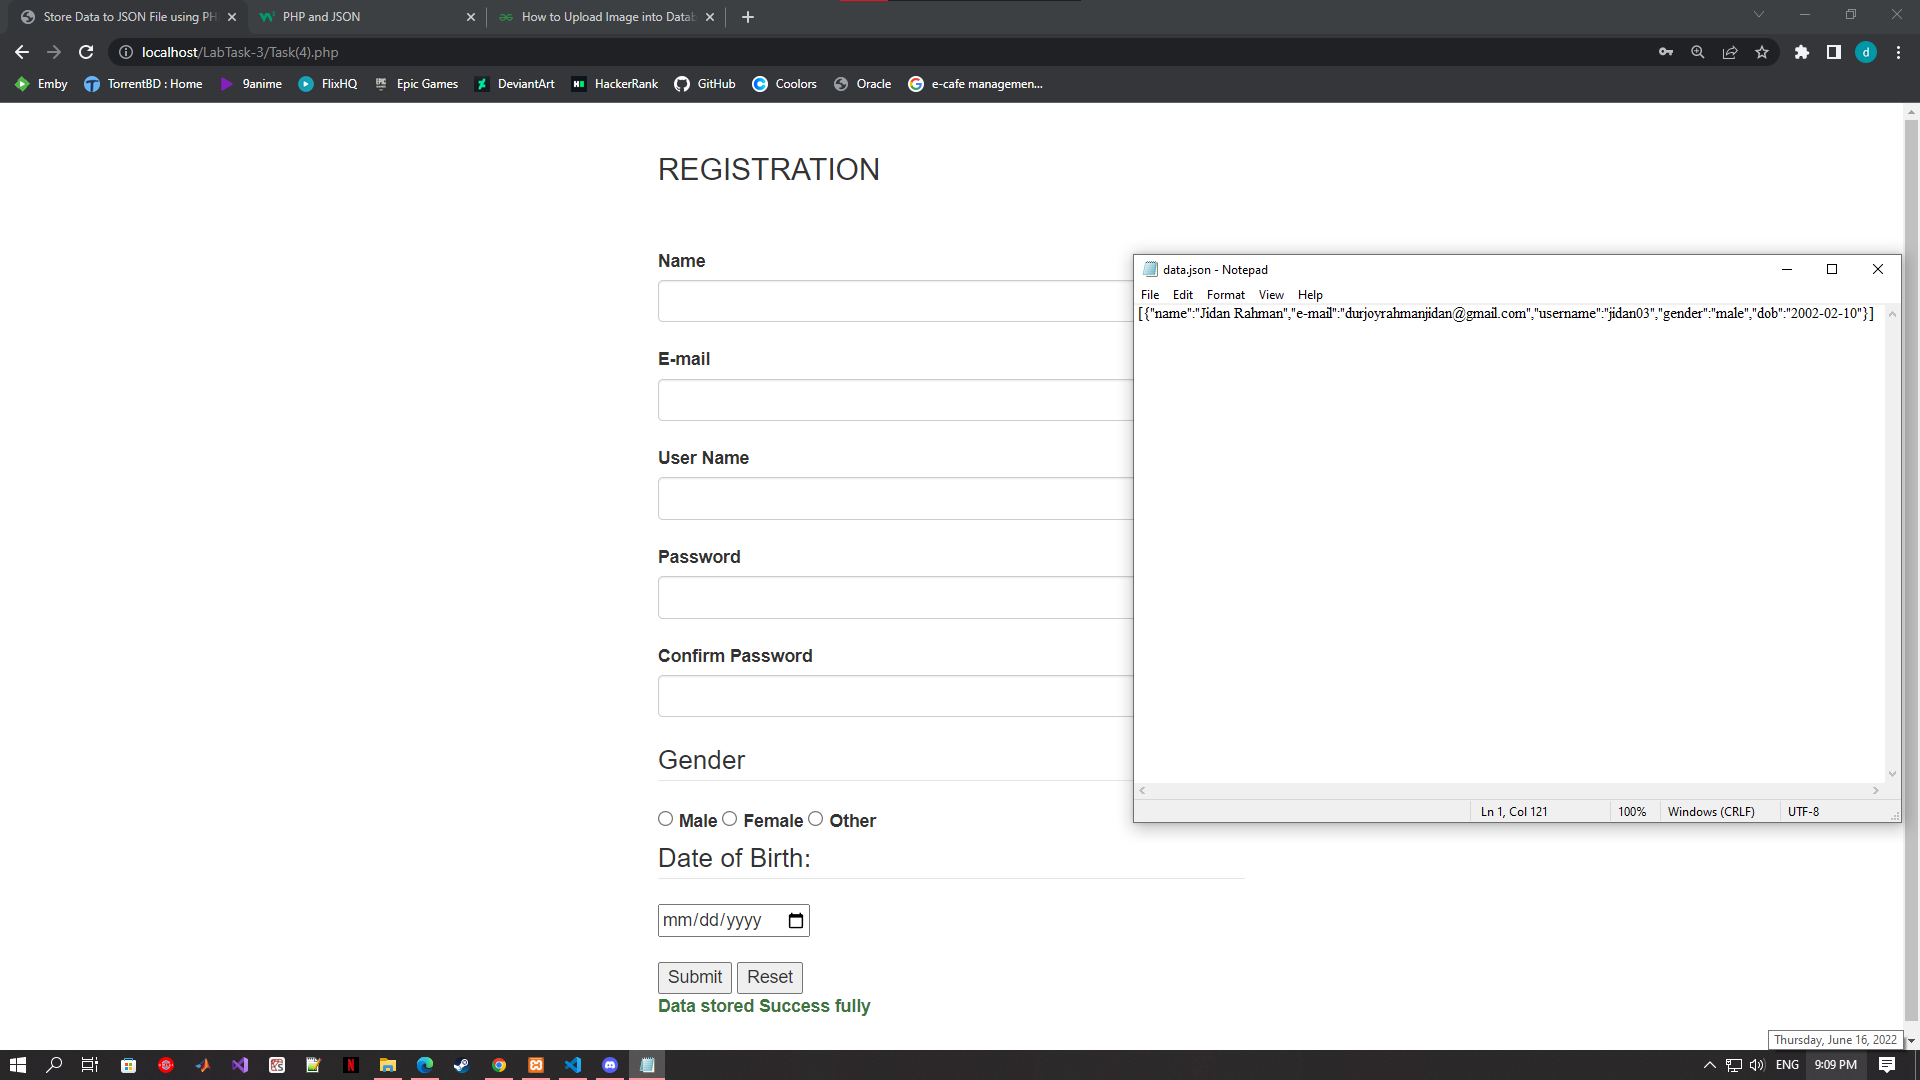 Store Data to JSON File using PH
PHP and JSON
How to Upload Image into Datab
localhost/LabTask-3/Task(4).php
d
Emby
TorrentBD : Home
9anime
FlixHQ
Epic Games
DeviantArt
HackerRank
GitHub
Coolors
Oracle
e-cafe managemen...
REGISTRATION
Name
E-mail
User Name
Password
Confirm Password
Gender
Male Female Other
Date of Birth:
mm/dd/yyyy
Submit Reset
Data stored Success fully
data.json - Notepad
File Edit Format View Help
[{"name":"Jidan Rahman","e-mail":"durjoyrahmanjidan@gmail.com","username":"jidan03","gender":"male","dob":"2002-02-10"}]
Ln 1, Col 121
100%
Windows (CRLF)
UTF-8
Thursday, June 16, 2022
ENG
9:09 PM